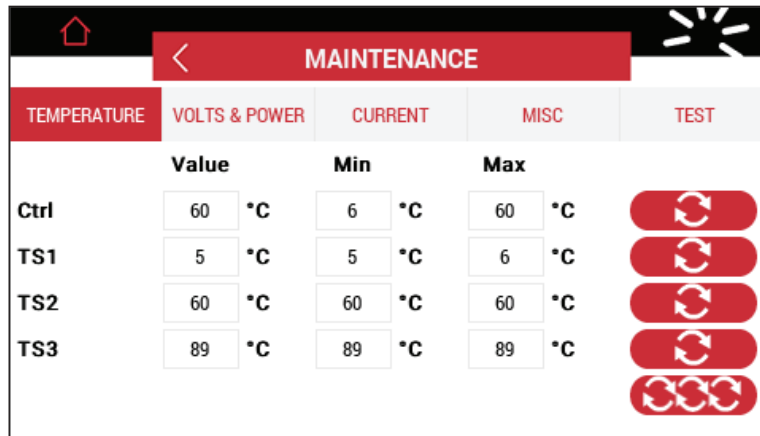 MAINTENANCE
TEMPERATURE VOLTS & POWER CURRENT MISC TEST
Value Min Max
Ctrl 60 °C 6 °C 60 °C
TS1 5 °C 5 °C 6 °C
TS2 60 °C 60 °C 60 °C
TS3 89 °C 89 °C 89 °C